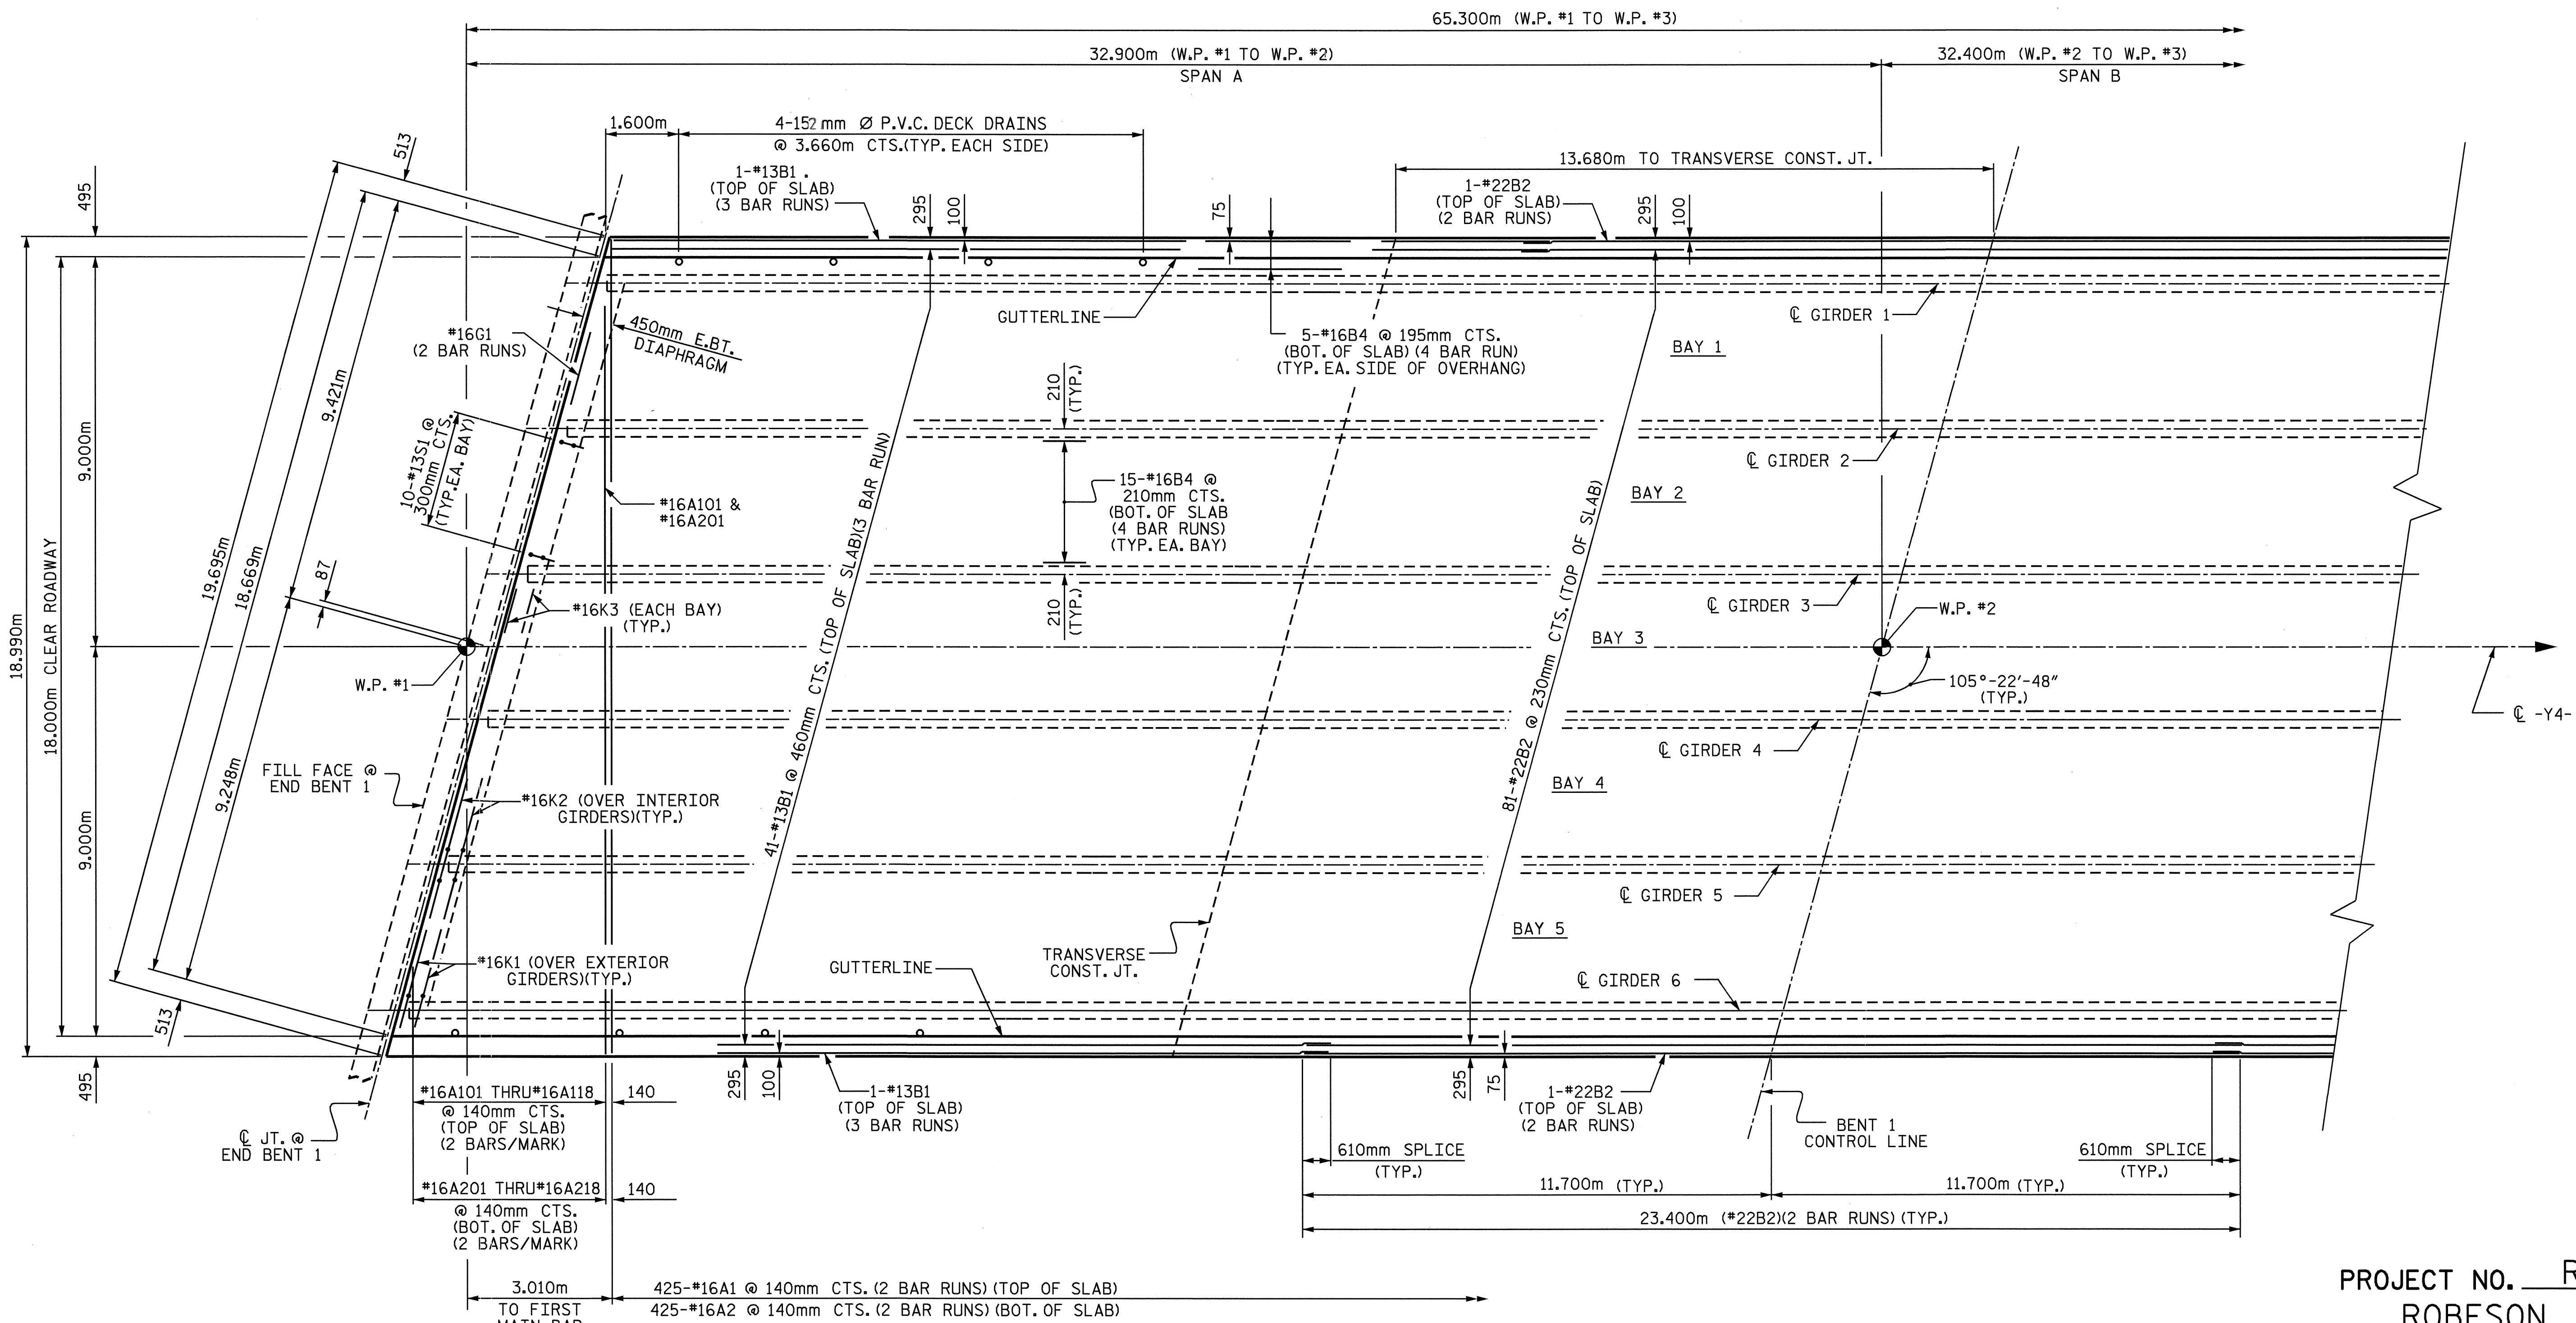 65.300m (W.P. #1 TO W.P. #3)
32.900m (W.P. #1 TO W.P. #2)
SPAN A
32.400m (W.P. #2 TO W.P. #3)
SPAN B
1.600m
4-152 mm Ø P.V.C. DECK DRAINS
@ 3.660m CTS.(TYP. EACH SIDE)
13.680m TO TRANSVERSE CONST. JT.
513
495
1-#13B1 .
(TOP OF SLAB)
(3 BAR RUNS)
295
100
75
1-#22B2
(TOP OF SLAB)
(2 BAR RUNS)
295
100
#16G1
(2 BAR RUNS)
450mm E.BT.
DIAPHRAGM
GUTTERLINE
5-#16B4 @ 195mm CTS.
(BOT. OF SLAB) (4 BAR RUN)
(TYP. EA. SIDE OF OVERHANG)
℄ GIRDER 1
BAY 1
9.421m
9.000m
10-#13S1 @
300mm CTS.
(TYP. EA. BAY)
210
(TYP.)
℄ GIRDER 2
BAY 2
#16A101 &
#16A201
15-#16B4 @
210mm CTS.
(BOT. OF SLAB
(4 BAR RUNS)
(TYP. EA. BAY)
19.695m
18.669m
87
18.990m
18.000m CLEAR ROADWAY
#16K3 (EACH BAY)
(TYP.)
210
(TYP.)
℄ GIRDER 3
W.P. #2
BAY 3
W.P. #1
105°-22'-48"
(TYP.)
℄ -Y4-
41-#13B1 @ 460mm CTS. (TOP OF SLAB)(3 BAR RUN)
81-#22B2 @ 230mm CTS. (TOP OF SLAB)
℄ GIRDER 4
BAY 4
FILL FACE @
END BENT 1
9.248m
9.000m
#16K2 (OVER INTERIOR
GIRDERS)(TYP.)
℄ GIRDER 5
BAY 5
#16K1 (OVER EXTERIOR
GIRDERS)(TYP.)
GUTTERLINE
TRANSVERSE
CONST. JT.
℄ GIRDER 6
513
495
#16A101 THRU#16A118
@ 140mm CTS.
(TOP OF SLAB)
(2 BARS/MARK)
140
295
100
1-#13B1
(TOP OF SLAB)
(3 BAR RUNS)
295
75
1-#22B2
(TOP OF SLAB)
(2 BAR RUNS)
BENT 1
CONTROL LINE
℄ JT. @
END BENT 1
610mm SPLICE
(TYP.)
610mm SPLICE
(TYP.)
#16A201 THRU#16A218
@ 140mm CTS.
(BOT. OF SLAB)
(2 BARS/MARK)
140
11.700m (TYP.)
11.700m (TYP.)
23.400m (#22B2)(2 BAR RUNS) (TYP.)
3.010m
TO FIRST
MAIN BAR
425-#16A1 @ 140mm CTS. (2 BAR RUNS) (TOP OF SLAB)
425-#16A2 @ 140mm CTS. (2 BAR RUNS) (BOT. OF SLAB)
PROJECT NO. R
ROBESON